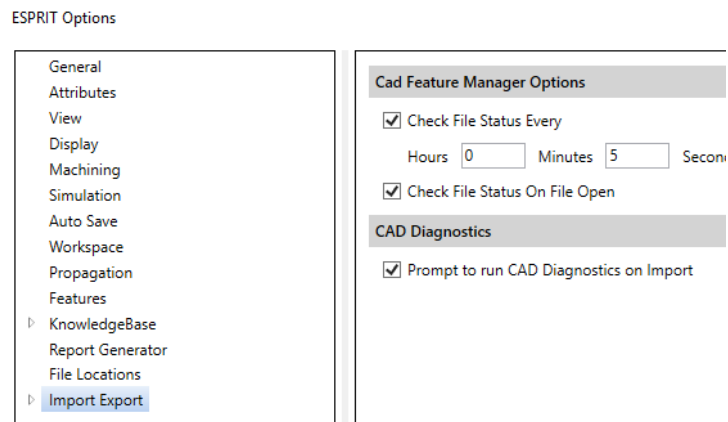 ESPRIT Options
General
Attributes
View
Display
Machining
Simulation
Auto Save
Workspace
Propagation
Features
KnowledgeBase
Report Generator
File Locations
Import Export
Cad Feature Manager Options
Check File Status Every
Hours 0 Minutes 5
Check File Status On File Open
CAD Diagnostics
Prompt to run CAD Diagnostics on Import